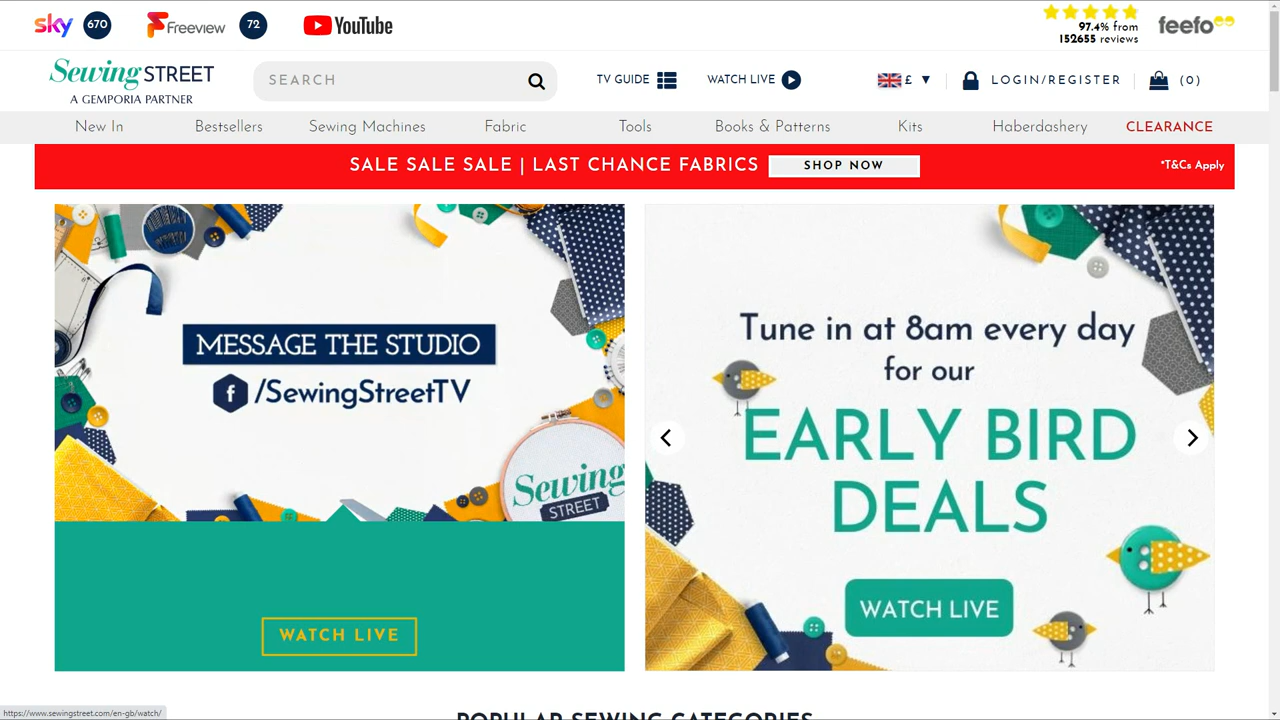 sky 670 Freeview 72 YouTube
97.4% from
152655 reviews
feefo
Sewing STREET
A GEMPORIA PARTNER
SEARCH
TV GUIDE
WATCH LIVE
£
LOGIN/REGISTER
(0)
New In Bestsellers Sewing Machines Fabric Tools Books & Patterns Kits Haberdashery CLEARANCE
SALE SALE SALE | LAST CHANCE FABRICS SHOP NOW *T&Cs Apply
MESSAGE THE STUDIO
f /SewingStreetTV
Sewing
STREET
WATCH LIVE
Tune in at 8am every day
for our
EARLY BIRD
DEALS
WATCH LIVE
POPULAR SEWING CATEGORIES
https://www.sewingstreet.com/en-gb/watch/